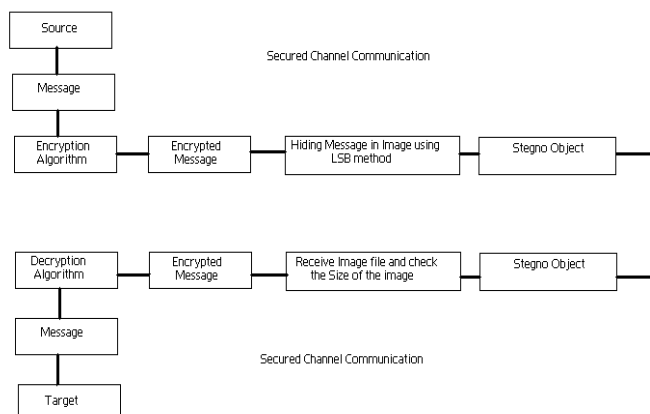 Source
Secured Channel Communication
Message
Encryption
Algorithm
Encrypted
Message
Hiding Message in Image using
LSB method
Stegno Object
Decryption
Algorithm
Encrypted
Message
Receive Image file and check
the Size of the image
Stegno Object
Message
Secured Channel Communication
Target